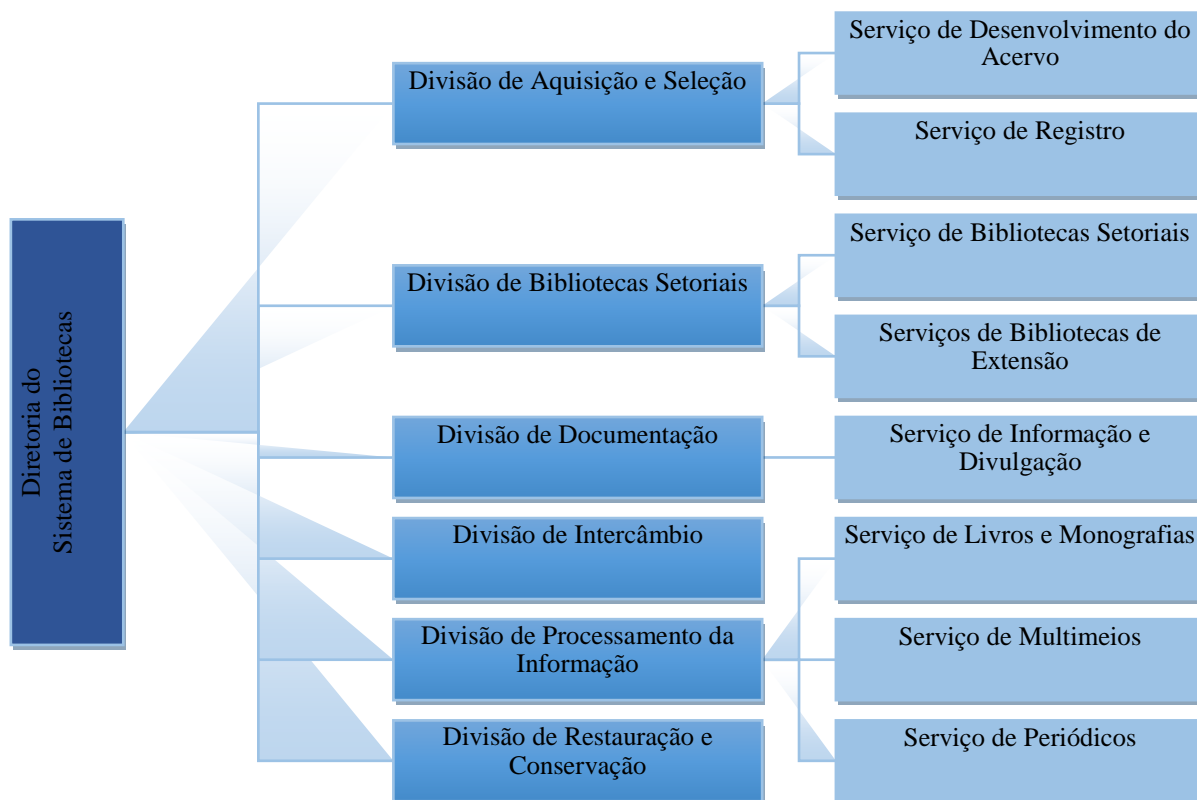 Diretoria do
Sistema de Bibliotecas
Divisão de Aquisição e Seleção
Serviço de Desenvolvimento do
Acervo
Serviço de Registro
Divisão de Bibliotecas Setoriais
Serviço de Bibliotecas Setoriais
Serviços de Bibliotecas de
Extensão
Divisão de Documentação
Serviço de Informação e
Divulgação
Divisão de Intercâmbio
Divisão de Processamento da
Informação
Serviço de Livros e Monografias
Serviço de Multimeios
Serviço de Periódicos
Divisão de Restauração e
Conservação